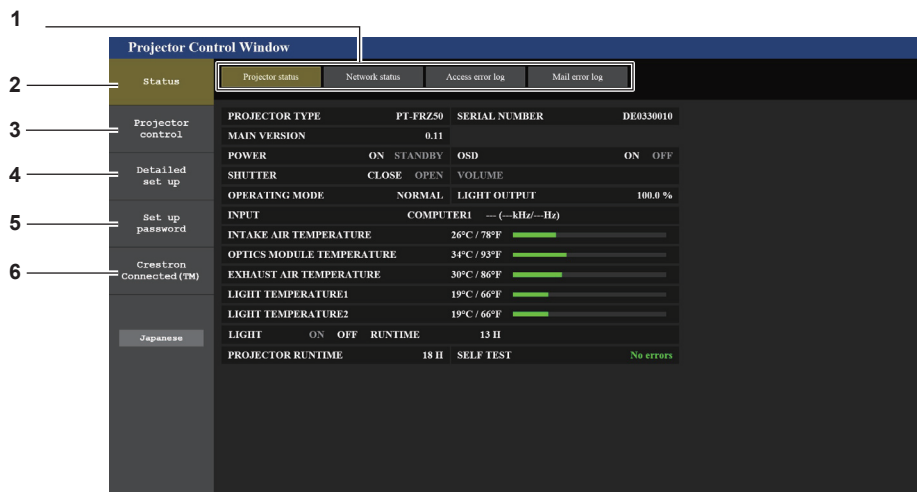 1
Projector Control Window
2
Status
Projector status Network status Access error log Mail error log
3
Projector control
4
Detailed set up
5
Set up password
6
Crestron Connected(TM)
Japanese
PROJECTOR TYPE PT-FRZ50 SERIAL NUMBER DE0330010
MAIN VERSION 0.11
POWER ON STANDBY OSD ON OFF
SHUTTER CLOSE OPEN VOLUME
OPERATING MODE NORMAL LIGHT OUTPUT 100.0 %
INPUT COMPUTER1 --- (---kHz/---Hz)
INTAKE AIR TEMPERATURE 26°C / 78°F
OPTICS MODULE TEMPERATURE 34°C / 93°F
EXHAUST AIR TEMPERATURE 30°C / 86°F
LIGHT TEMPERATURE1 19°C / 66°F
LIGHT TEMPERATURE2 19°C / 66°F
LIGHT ON OFF RUNTIME 13 H
PROJECTOR RUNTIME 18 H SELF TEST No errors